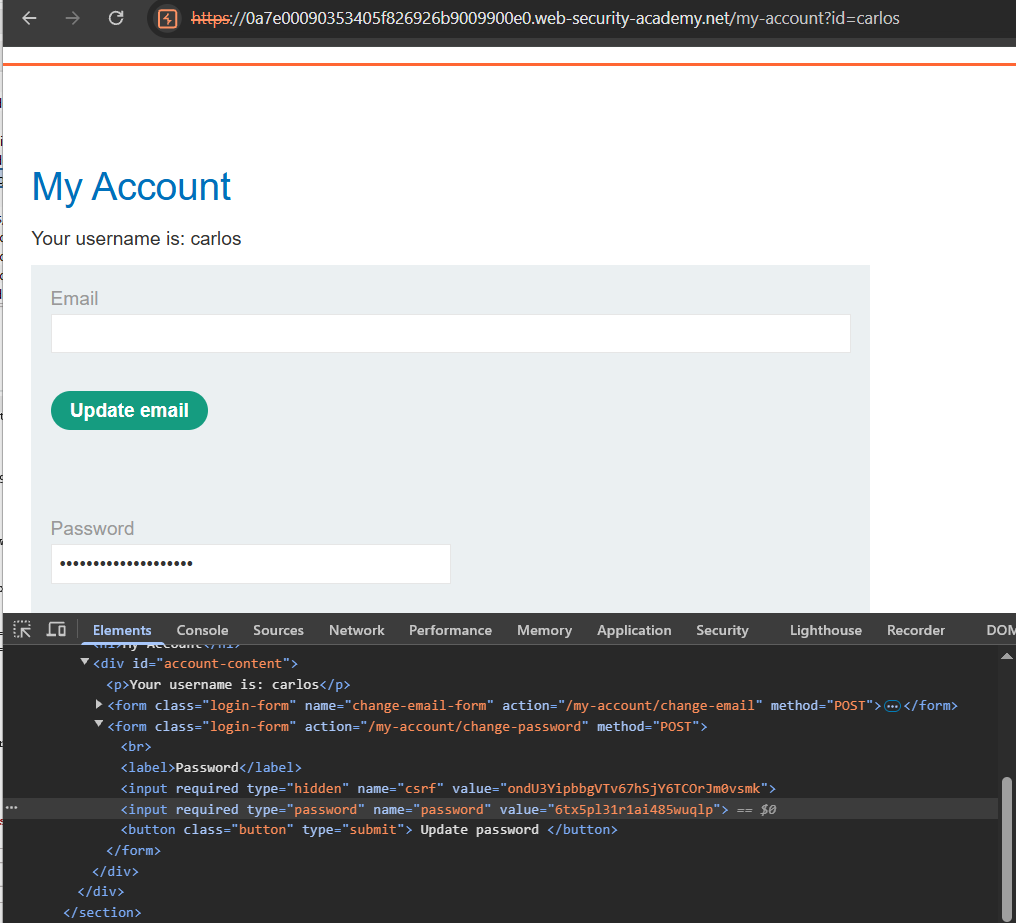 https://0a7e00090353405f826926b9009900e0.web-security-academy.net/my-account?id=carlos
My Account
Your username is: carlos
Email
Update email
Password
••••••••••••••••••••
Elements Console Sources Network Performance Memory Application Security Lighthouse Recorder DOM
<h1>My Account</h1>
<div id="account-content">
<p>Your username is: carlos</p>
<form class="login-form" name="change-email-form" action="/my-account/change-email" method="POST">…</form>
<form class="login-form" action="/my-account/change-password" method="POST">
<br>
<label>Password</label>
<input required type="hidden" name="csrf" value="ondU3YipbbgVTv67hSjY6TCOrJm0vsmk">
<input required type="password" name="password" value="6tx5pl31r1ai485wuqlp"> == $0
<button class="button" type="submit"> Update password </button>
</form>
</div>
</div>
</section>